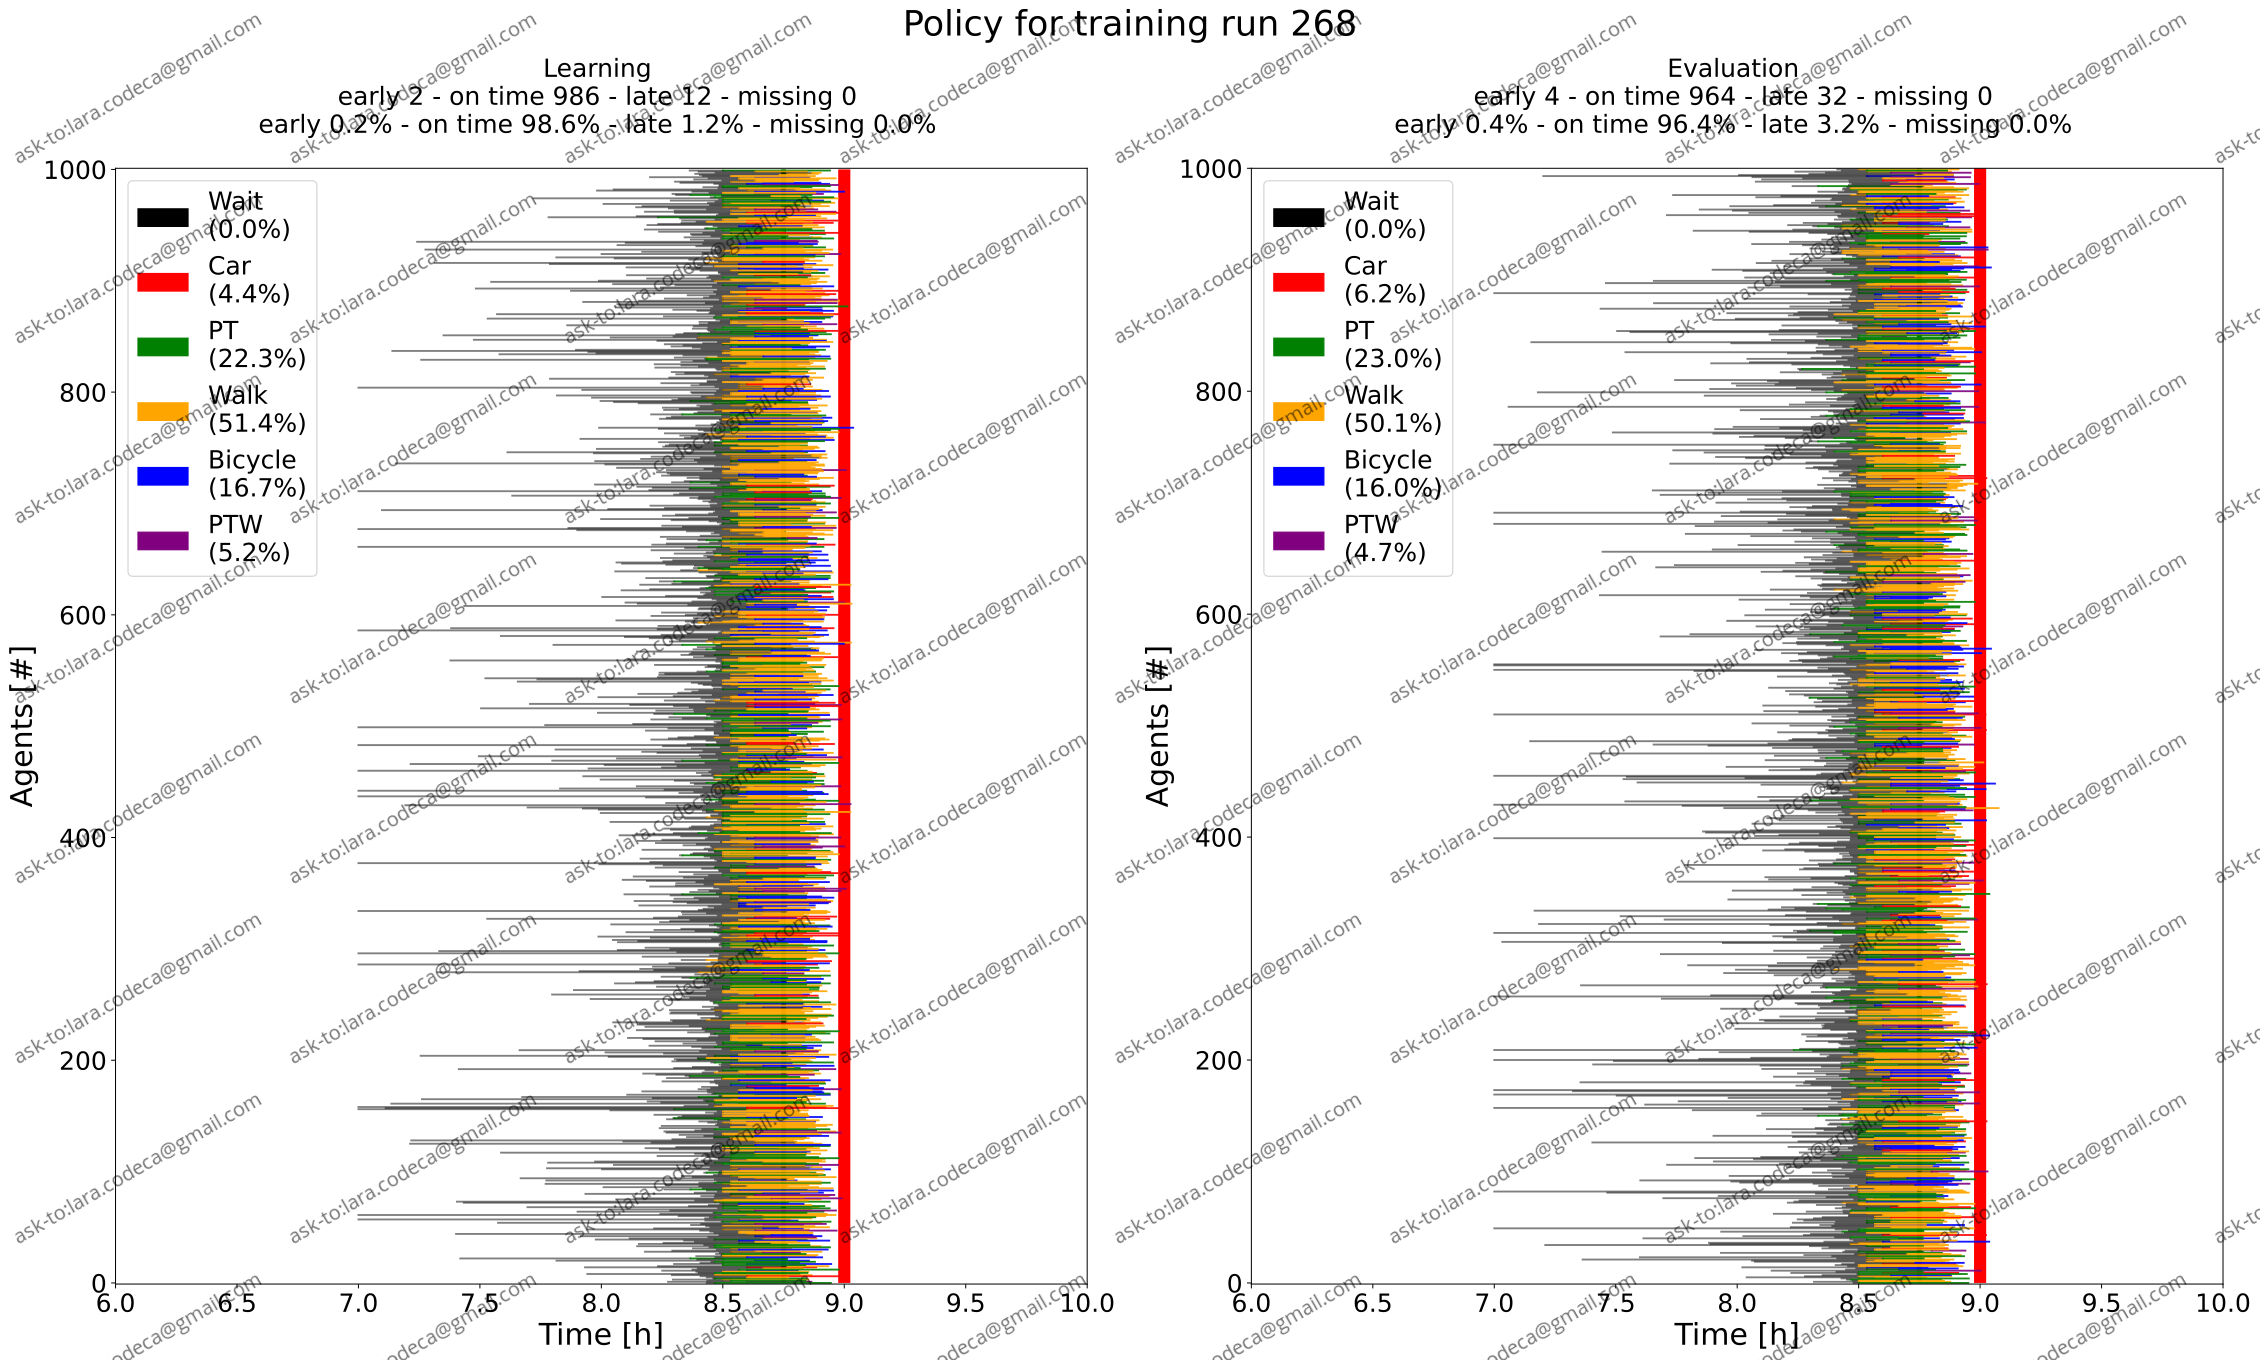 Policy for training run 268
Learning
early 2 - on time 986 - late 12 - missing 0
early 0.2% - on time 98.6% - late 1.2% - missing 0.0%
Evaluation
early 4 - on time 964 - late 32 - missing 0
early 0.4% - on time 96.4% - late 3.2% - missing 0.0%
Wait
(0.0%)
Car
(4.4%)
PT
(22.3%)
Walk
(51.4%)
Bicycle
(16.7%)
PTW
(5.2%)
Wait
(0.0%)
Car
(6.2%)
PT
(23.0%)
Walk
(50.1%)
Bicycle
(16.0%)
PTW
(4.7%)
Agents [#]
1000
800
600
400
200
0
6.0 6.5 7.0 7.5 8.0 8.5 9.0 9.5 10.0
Time [h]
Agents [#]
1000
800
600
400
200
0
6.0 6.5 7.0 7.5 8.0 8.5 9.0 9.5 10.0
Time [h]
ask-to:lara.codeca@gmail.com